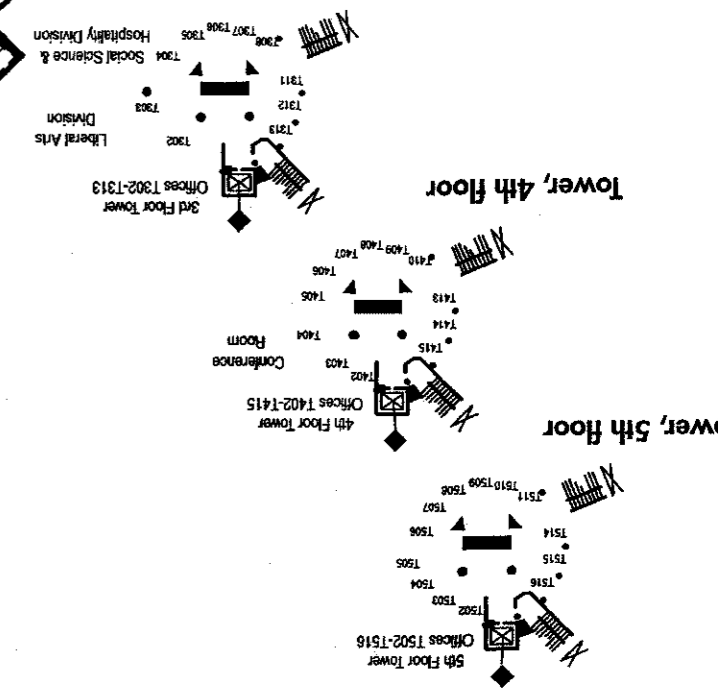 5th Floor Tower
Offices T502-T516
T502
T503
T504
T505
T506
T507
T508
T509
T510
T511
T514
T515
T516
ower, 5th floor
4th Floor Tower
Offices T402-T415
T402
T403
T404
T405
T406
T407
T408
T409
T410
T413
T414
T415
Conference
Room
Tower, 4th floor
3rd Floor Tower
Offices T302-T313
T302
T303
T304
T305
T306
T307
T308
T311
T312
T313
Liberal Arts
Division
Social Science &
Hospitality Division